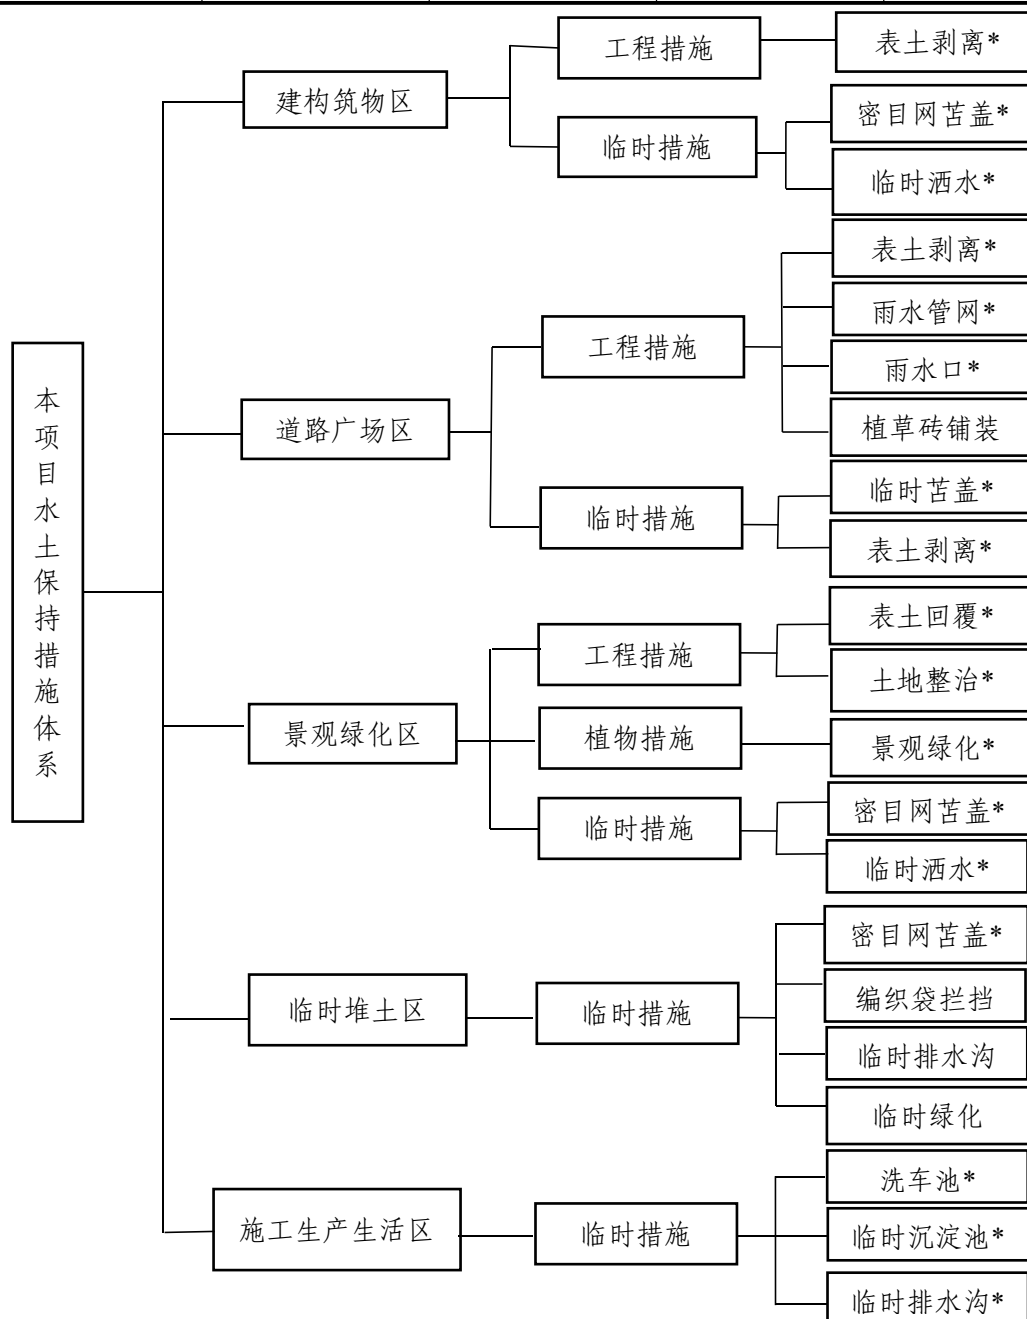 本项目水土保持措施体系
建构筑物区
工程措施
表土剥离*
临时措施
密目网苫盖*
临时洒水*
道路广场区
工程措施
表土剥离*
雨水管网*
雨水口*
植草砖铺装
临时措施
临时苫盖*
表土剥离*
景观绿化区
工程措施
表土回覆*
土地整治*
植物措施
景观绿化*
临时措施
密目网苫盖*
临时洒水*
临时堆土区
临时措施
密目网苫盖*
编织袋拦挡
临时排水沟
临时绿化
施工生产生活区
临时措施
洗车池*
临时沉淀池*
临时排水沟*